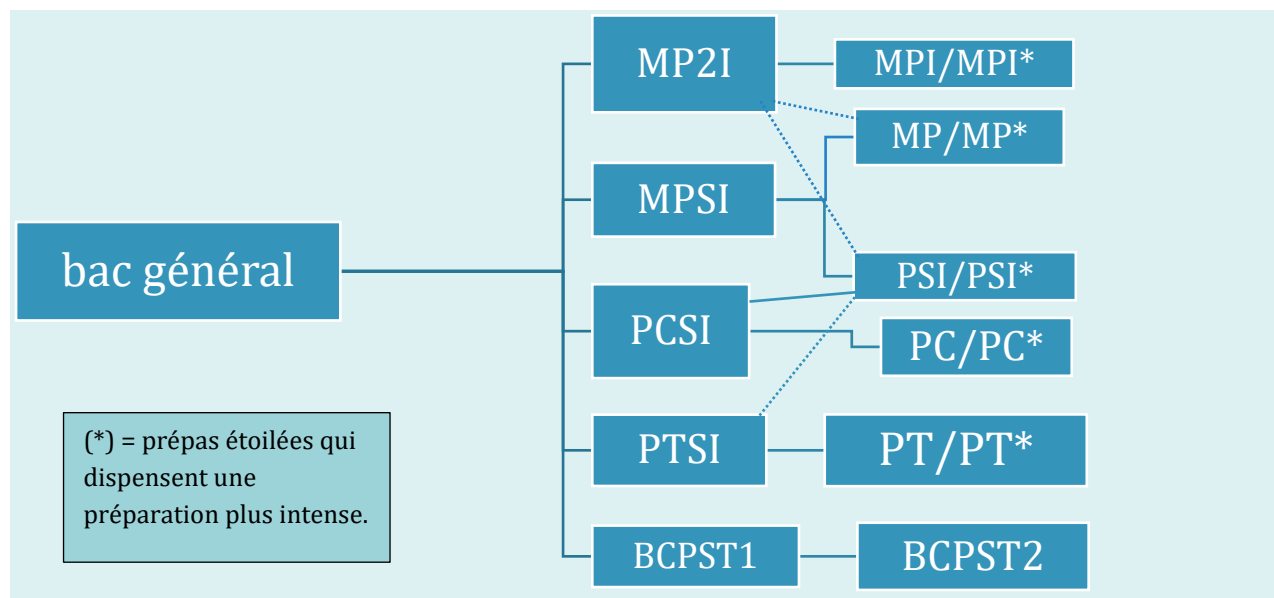 MP2I
MPI/MPI*
MP/MP*
MPSI
bac général
PSI/PSI*
PCSI
PC/PC*
(*) = prépas étoilées qui
dispensent une
préparation plus intense.
PTSI
PT/PT*
BCPST1
BCPST2